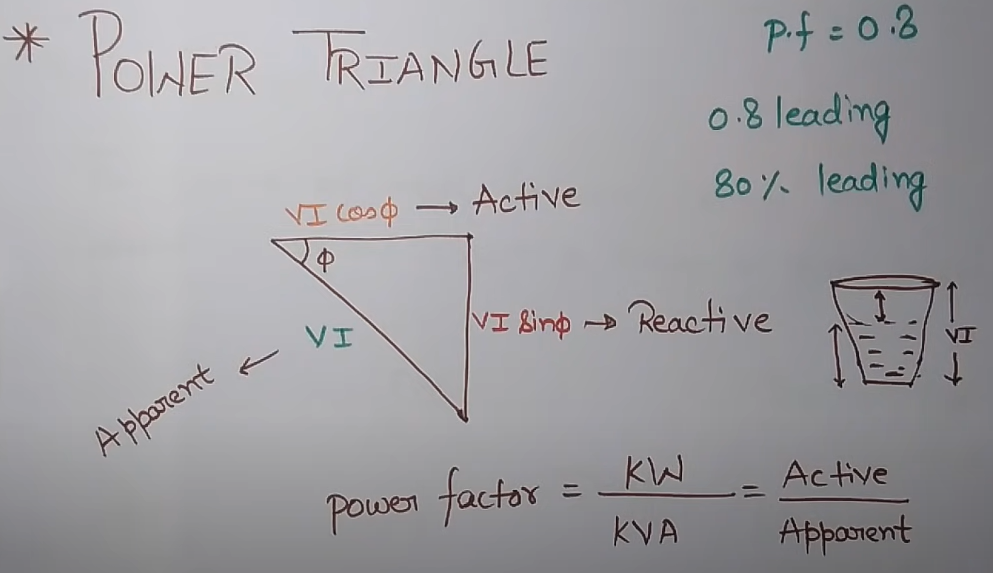 * POWER TRIANGLE
p.f = 0.8
0.8 leading
80% leading
VI cosϕ → Active
ϕ
VI
VI sinϕ → Reactive
Apparent
VI
power factor = KW / KVA = Active / Apparent